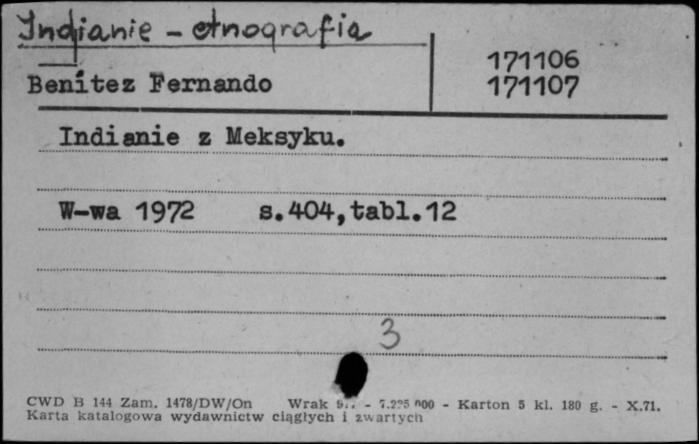 Indjanie - etnografia
171106
Benítez Fernando
171107
Indianie z Meksyku.
W-wa 1972 s.404,tabl.12
3
CWD B 144 Zam. 1478/DW/On Wrak - Karton 5 kl. 180 g. - X.71.
Karta katalogowa wydawnictw ciągłych i zwartych